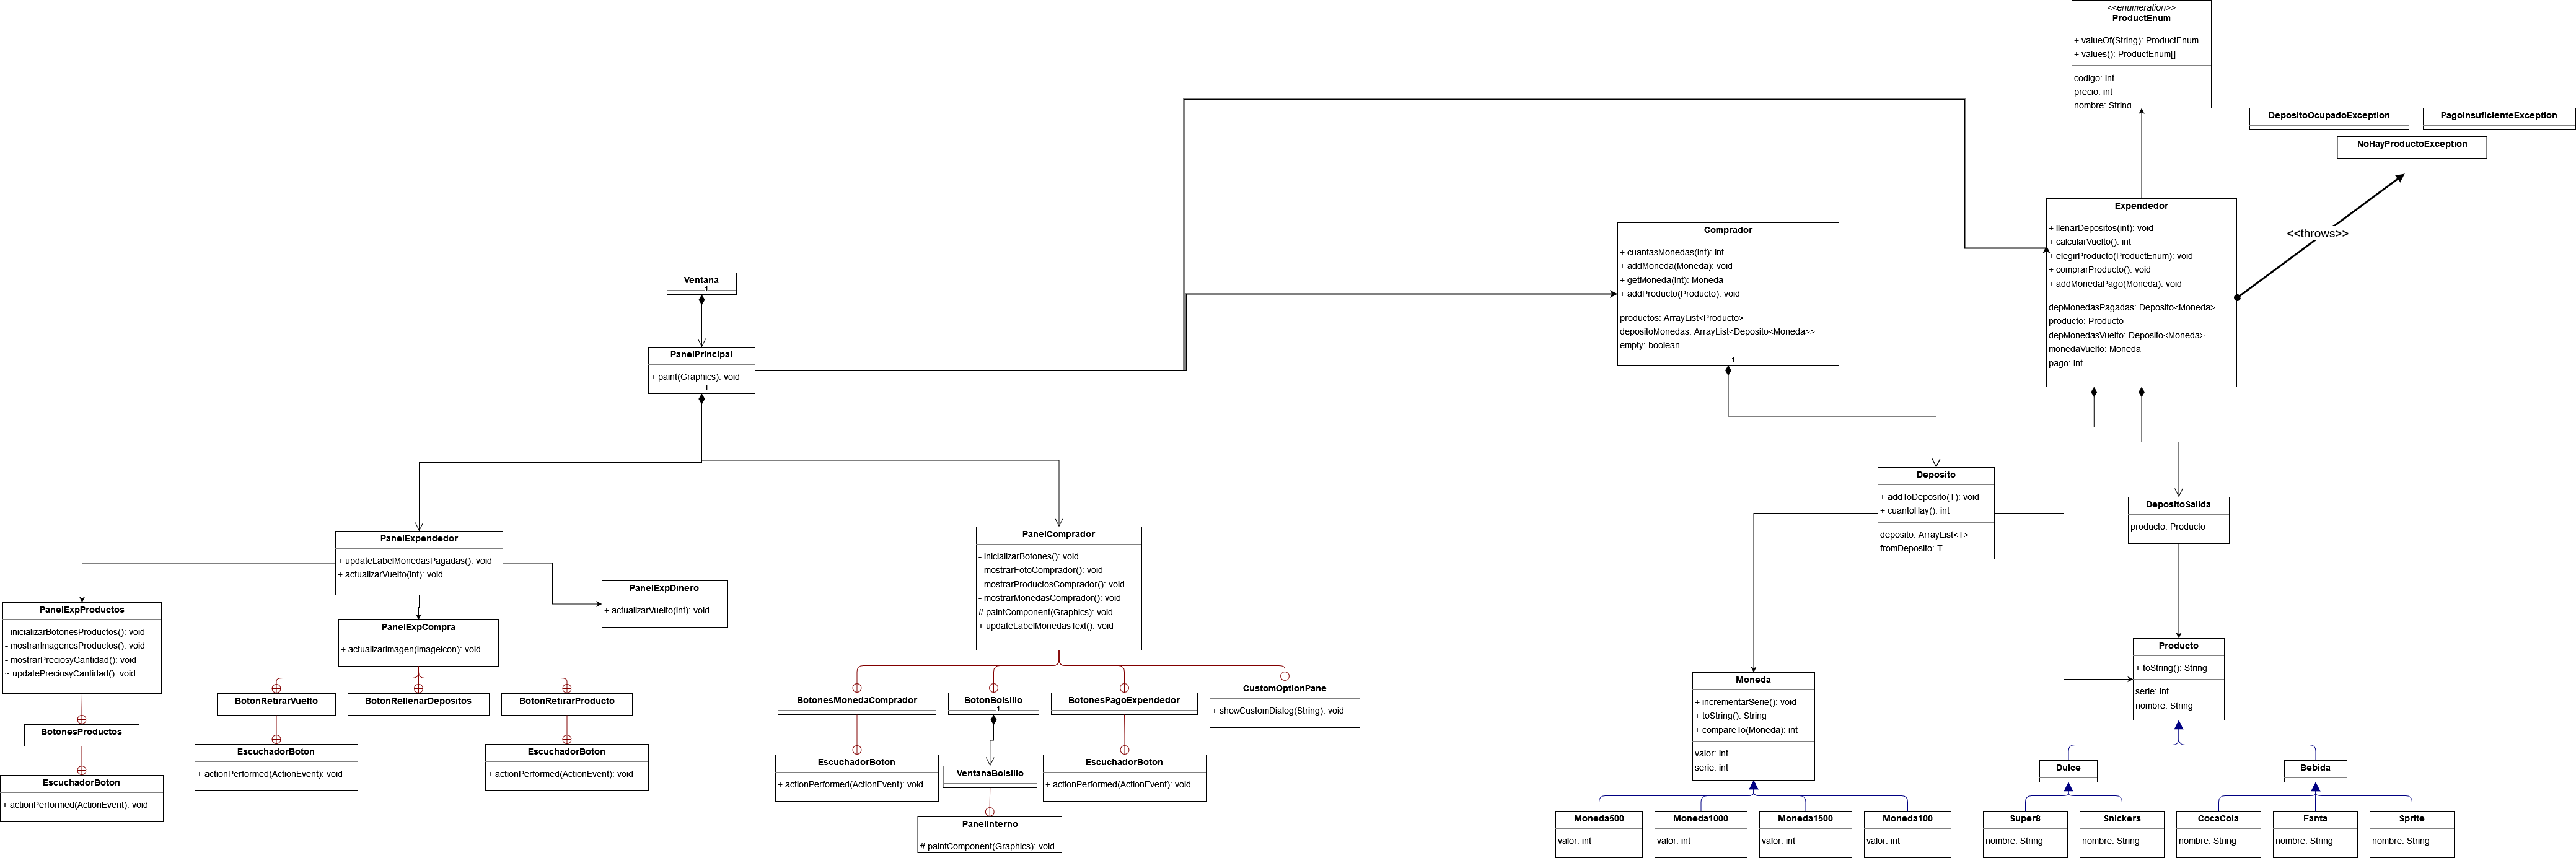 <<enumeration>>
ProductEnum
+ valueOf(String): ProductEnum
+ values(): ProductEnum[]
codigo: int
precio: int
nombre: String
DepositoOcupadoException
PagoInsuficienteException
NoHayProductoException
<<throws>>
Expendedor
+ llenarDepositos(int): void
+ calcularVuelto(): int
+ elegirProducto(ProductEnum): void
+ comprarProducto(): void
+ addMonedaPago(Moneda): void
depMonedasPagadas: Deposito<Moneda>
producto: Producto
depMonedasVuelto: Deposito<Moneda>
monedaVuelto: Moneda
pago: int
Comprador
+ cuantasMonedas(int): int
+ addMoneda(Moneda): void
+ getMoneda(int): Moneda
+ addProducto(Producto): void
productos: ArrayList<Producto>
depositoMonedas: ArrayList<Deposito<Moneda>>
empty: boolean
1
Ventana
1
PanelPrincipal
+ paint(Graphics): void
1
Deposito
+ addToDeposito(T): void
+ cuantoHay(): int
deposito: ArrayList<T>
fromDeposito: T
DepositoSalida
producto: Producto
PanelExpendedor
+ updateLabelMonedasPagadas(): void
+ actualizarVuelto(int): void
PanelComprador
- inicializarBotones(): void
- mostrarFotoComprador(): void
- mostrarProductosComprador(): void
- mostrarMonedasComprador(): void
# paintComponent(Graphics): void
+ updateLabelMonedasText(): void
PanelExpDinero
+ actualizarVuelto(int): void
PanelExpProductos
- inicializarBotonesProductos(): void
- mostrarImagenesProductos(): void
- mostrarPreciosyCantidad(): void
~ updatePreciosyCantidad(): void
PanelExpCompra
+ actualizarImagen(ImageIcon): void
BotonRetirarVuelto
BotonRellenarDepositos
BotonRetirarProducto
BotonesProductos
EscuchadorBoton
+ actionPerformed(ActionEvent): void
EscuchadorBoton
+ actionPerformed(ActionEvent): void
EscuchadorBoton
+ actionPerformed(ActionEvent): void
BotonesMonedaComprador
BotonBolsillo
1
BotonesPagoExpendedor
CustomOptionPane
+ showCustomDialog(String): void
EscuchadorBoton
+ actionPerformed(ActionEvent): void
VentanaBolsillo
EscuchadorBoton
+ actionPerformed(ActionEvent): void
PanelInterno
# paintComponent(Graphics): void
Moneda
+ incrementarSerie(): void
+ toString(): String
+ compareTo(Moneda): int
valor: int
serie: int
Producto
+ toString(): String
serie: int
nombre: String
Dulce
Bebida
Moneda500
valor: int
Moneda1000
valor: int
Moneda1500
valor: int
Moneda100
valor: int
Super8
nombre: String
Snickers
nombre: String
CocaCola
nombre: String
Fanta
nombre: String
Sprite
nombre: String